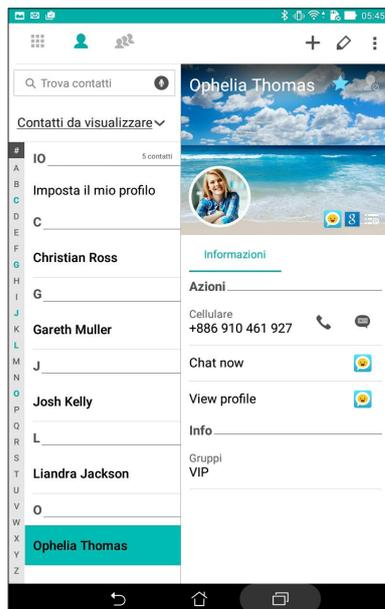 05:45
Trova contatti
Contatti da visualizzare
#
A
B
C
D
E
F
G
H
I
J
K
L
M
N
O
P
Q
R
S
T
U
V
W
X
Y
Z
IO
5 contatti
Imposta il mio profilo
C
Christian Ross
G
Gareth Muller
J
Josh Kelly
L
Liandra Jackson
O
Ophelia Thomas
Ophelia Thomas
8
Informazioni
Azioni
Cellulare
+886 910 461 927
Chat now
View profile
Info
Gruppi
VIP